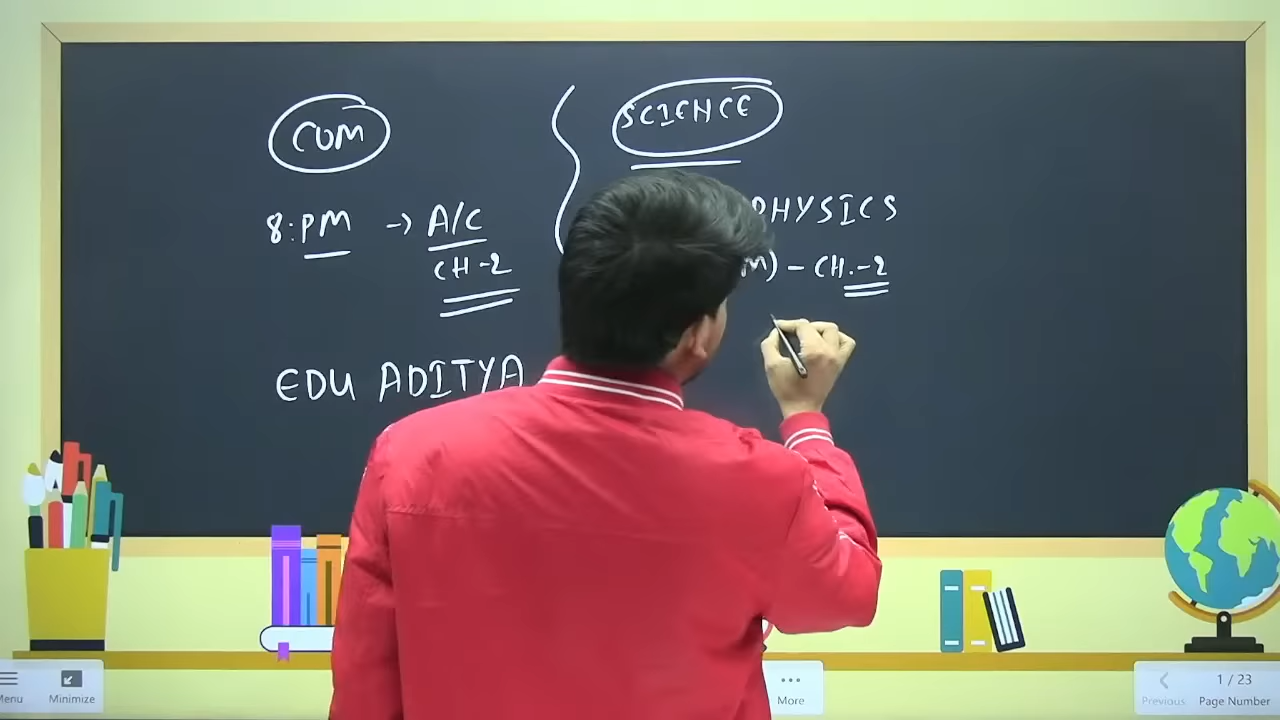 COM
8:PM → A/C
CH-2
EDU ADITYA
SCIENCE
PHYSICS
M) - CH.-2
Menu
Minimize
More
Previous
1 / 23
Page Number